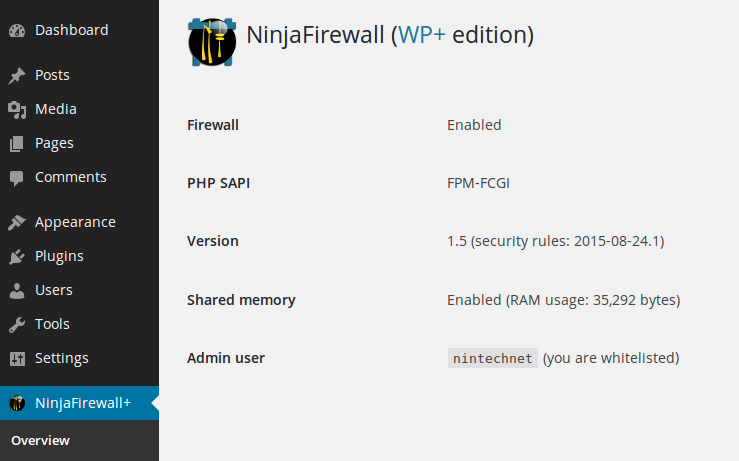 Dashboard
Posts
Media
Pages
Comments
Appearance
Plugins
Users
Tools
Settings
NinjaFirewall+
Overview
NinjaFirewall (WP+ edition)
Firewall Enabled
PHP SAPI FPM-FCGI
Version 1.5 (security rules: 2015-08-24.1)
Shared memory Enabled (RAM usage: 35,292 bytes)
Admin user nintechnet (you are whitelisted)